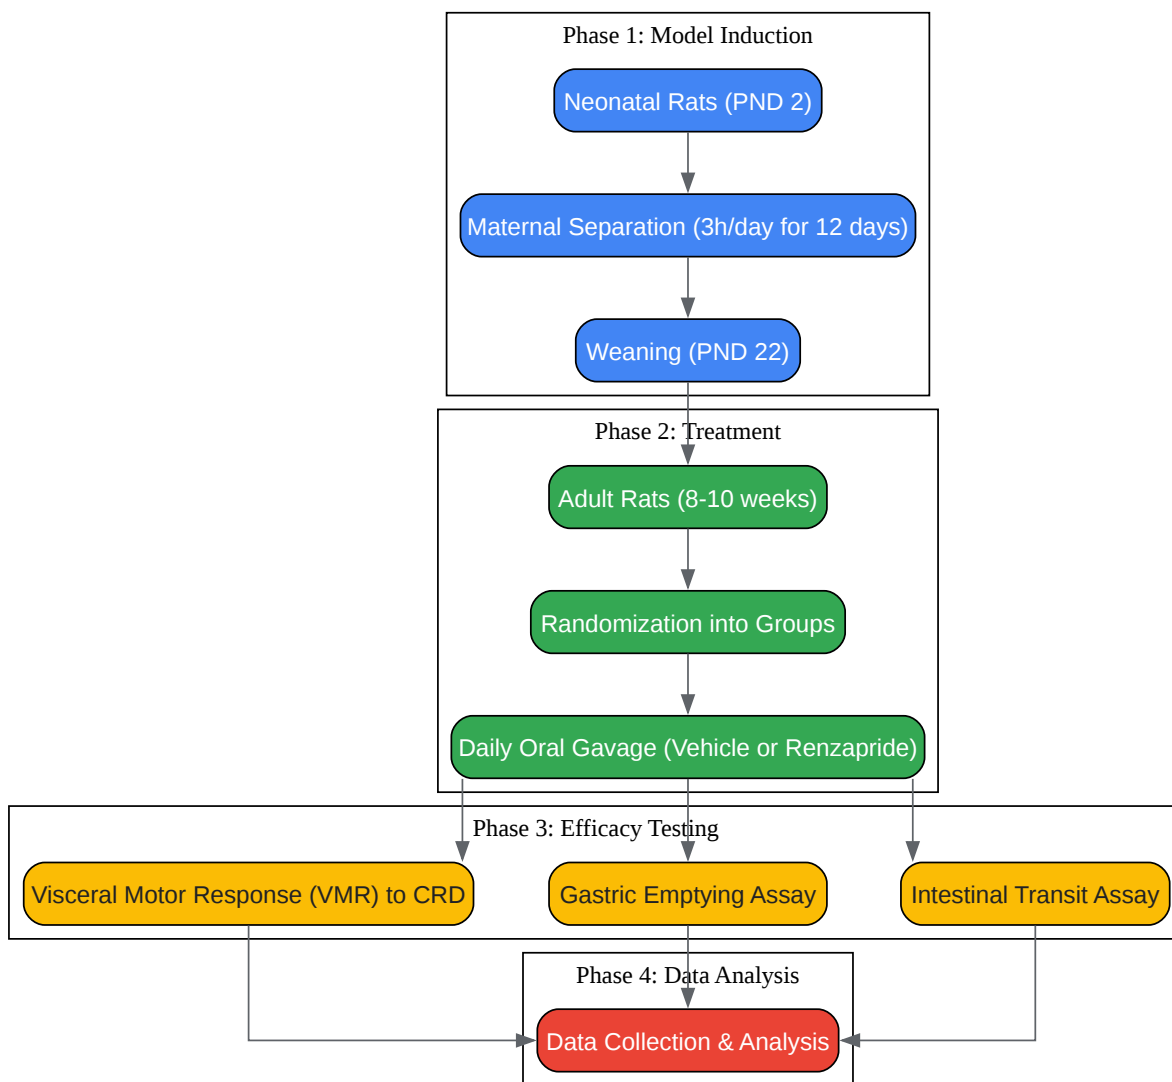 Phase 1: Model Induction
Neonatal Rats (PND 2)
Maternal Separation (3h/day for 12 days)
Weaning (PND 22)
Phase 2: Treatment
Adult Rats (8-10 weeks)
Randomization into Groups
Daily Oral Gavage (Vehicle or Renzapride)
Phase 3: Efficacy Testing
Visceral Motor Response (VMR) to CRD
Gastric Emptying Assay
Intestinal Transit Assay
Phase 4: Data Analysis
Data Collection & Analysis